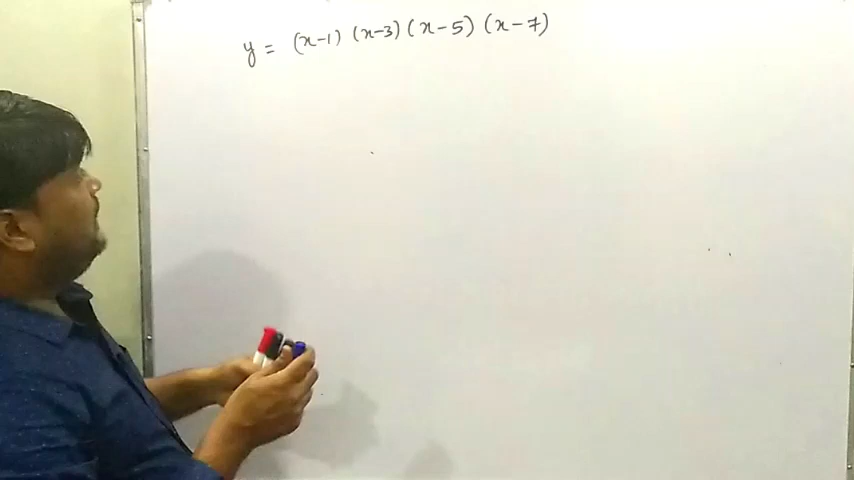 y = (x-1) (x-3) (x-5) (x-7)